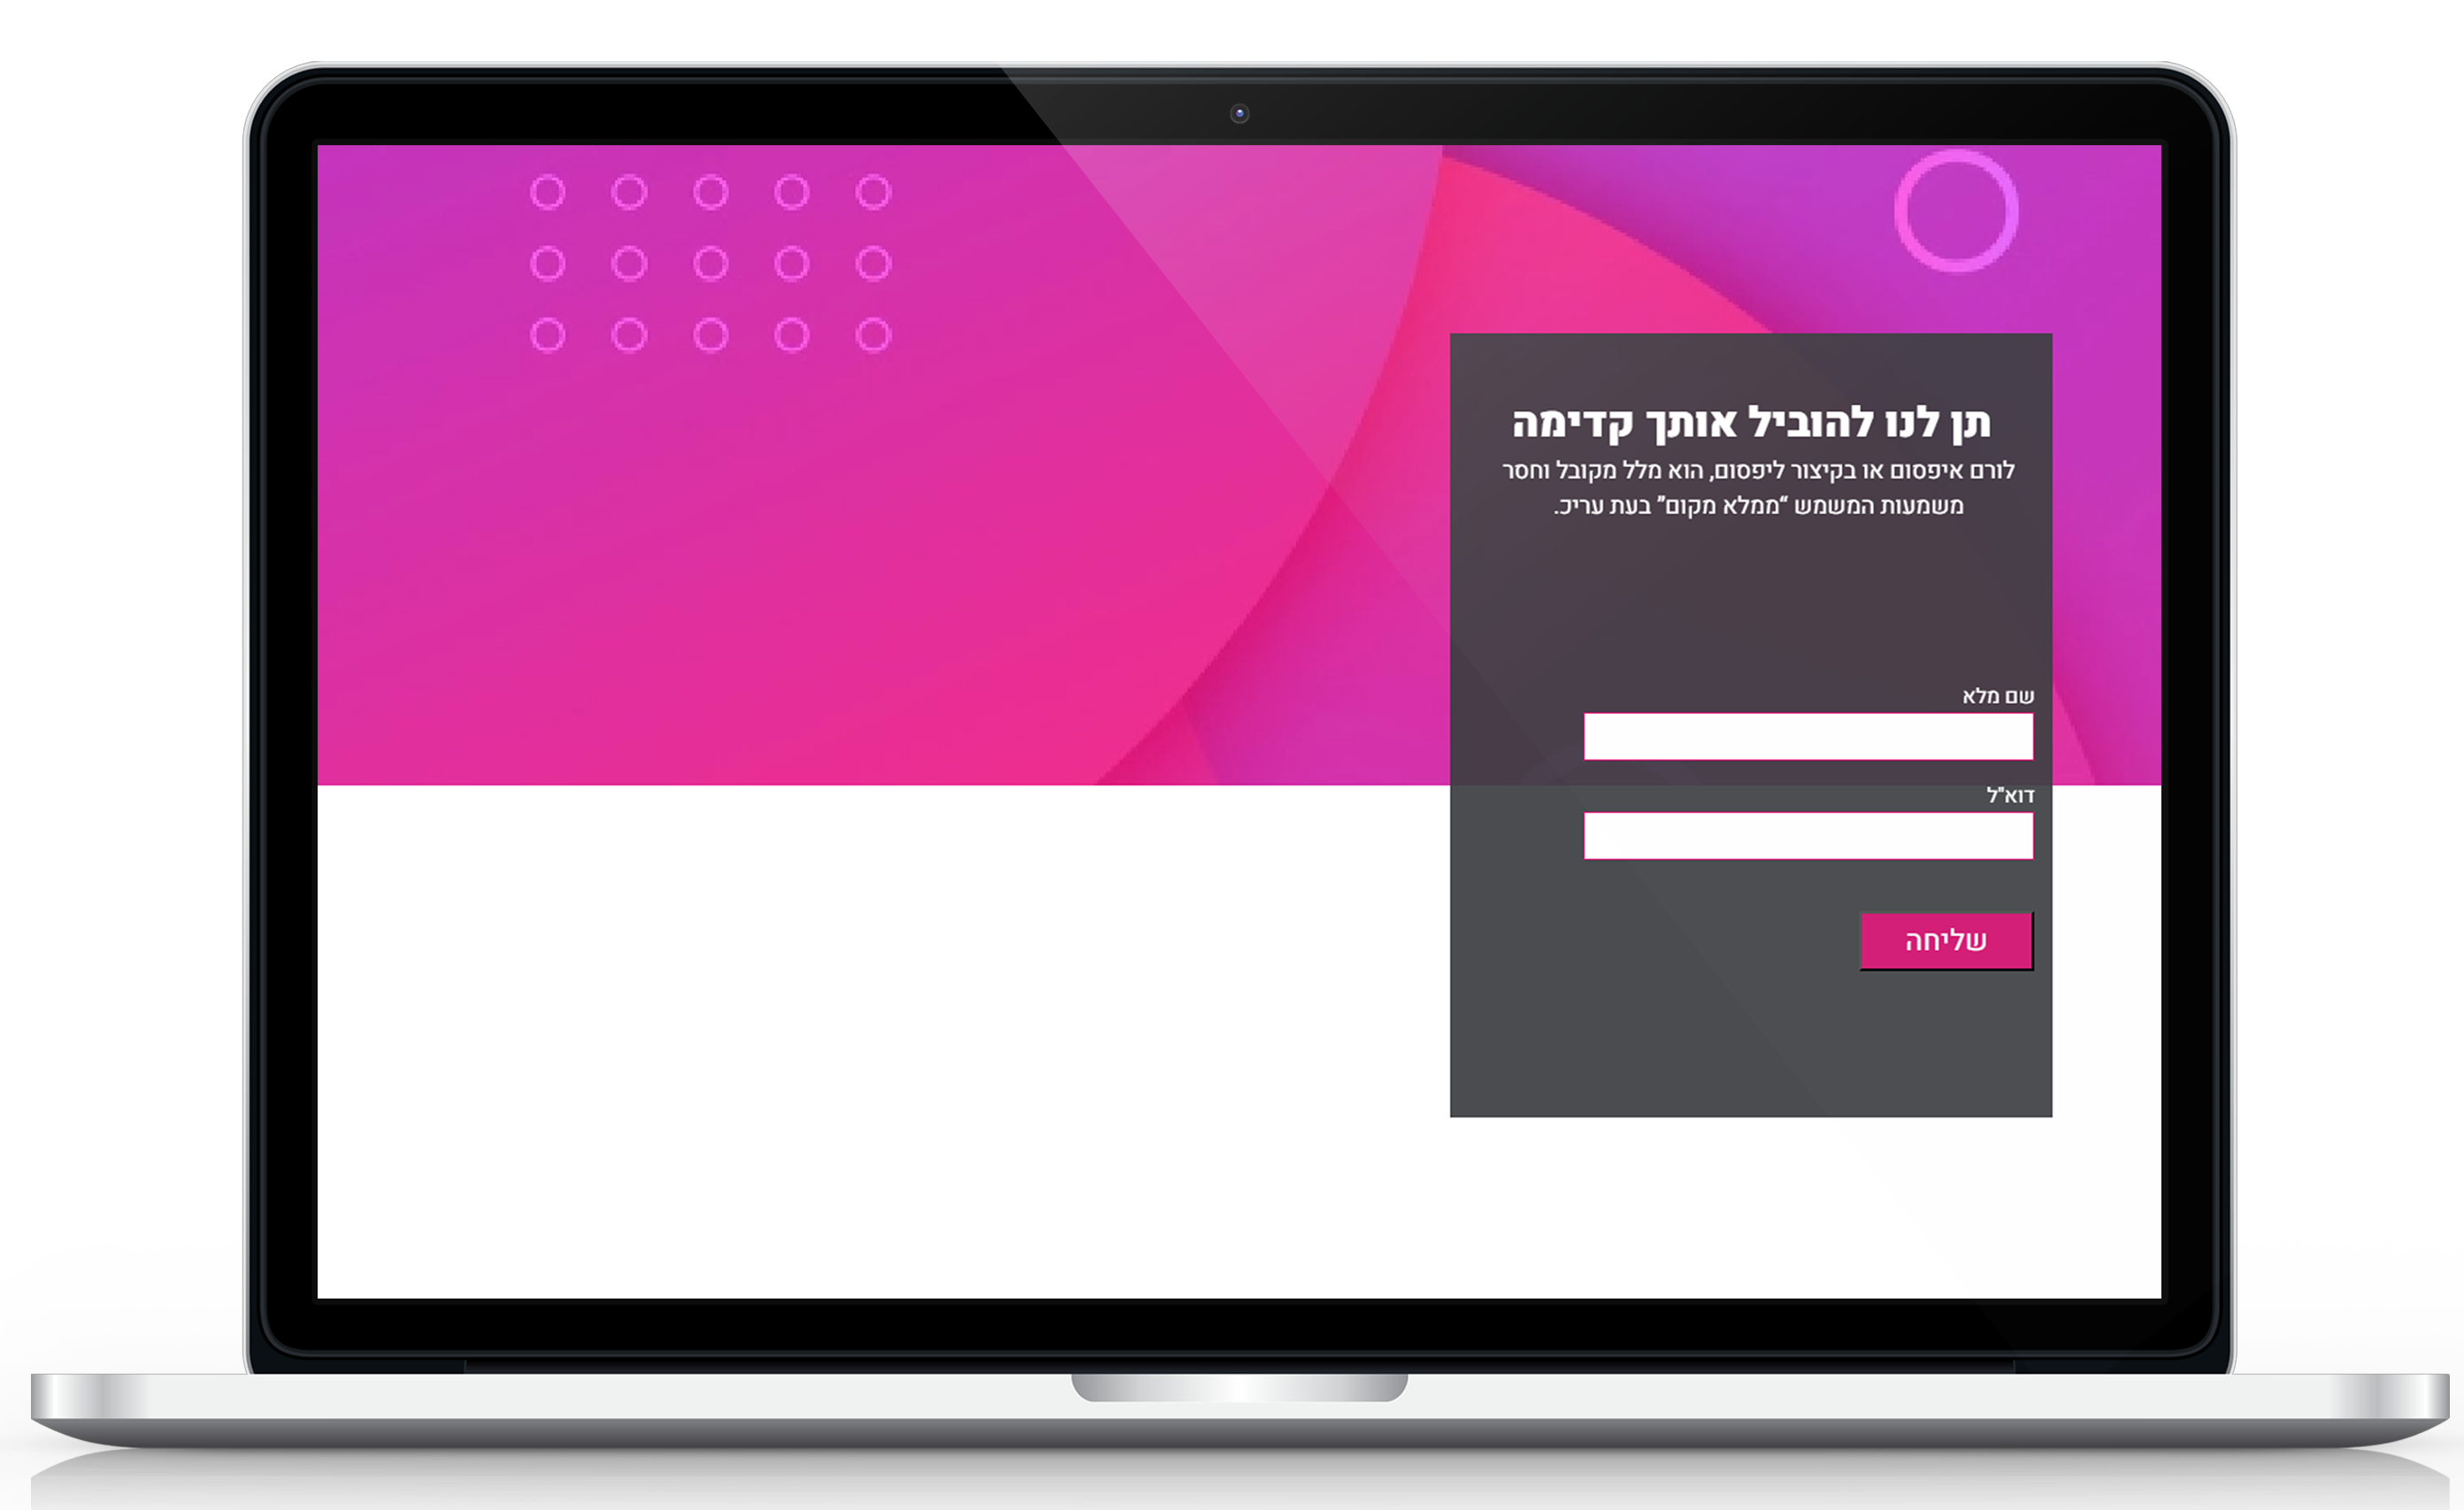 תן לנו להוביל אותך קדימה
לורם איפסום או בקיצור ליפסום, הוא מלל מקובל וחסר
משמעות המשמש “ממלא מקום” בעת עריכ.
שם מלא
דוא"ל
שליחה